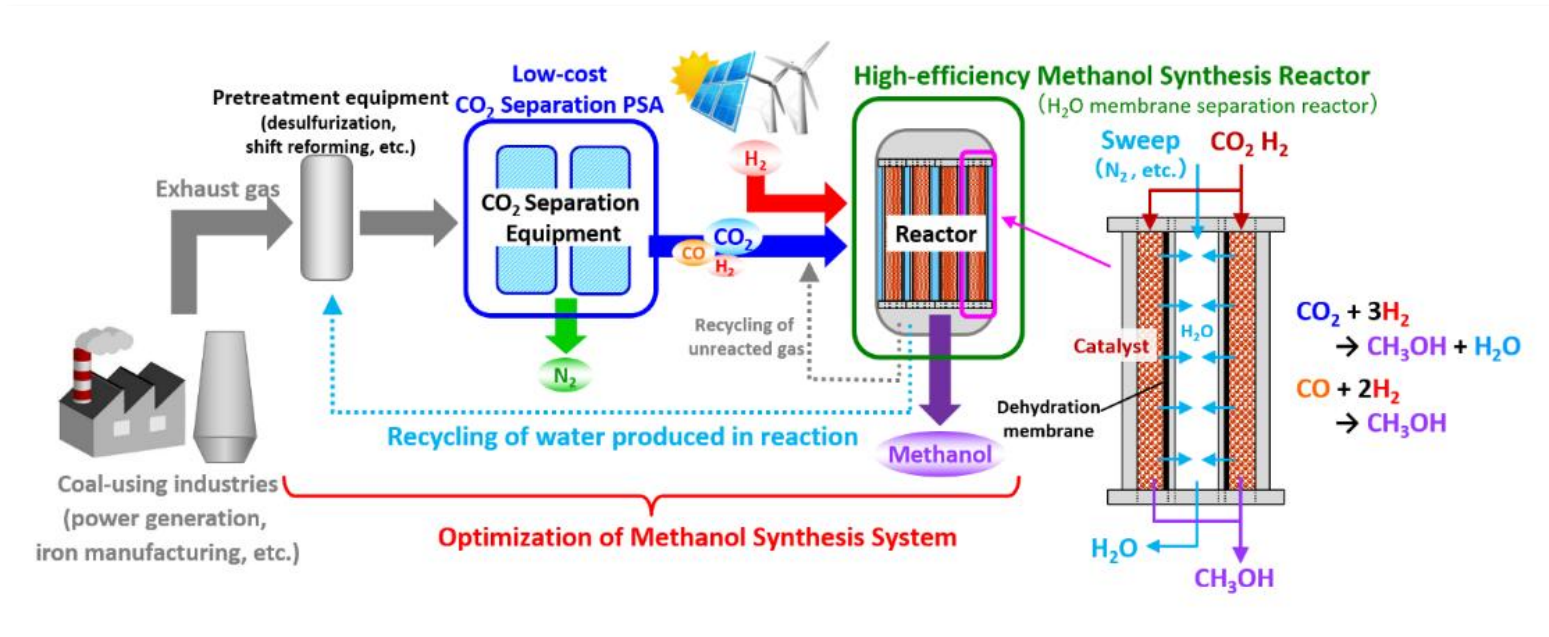 Low-cost
CO₂ Separation PSA
Pretreatment equipment
(desulfurization,
shift reforming, etc.)
Exhaust gas
CO₂ Separation
Equipment
N₂
H₂
CO₂
CO
H₂
High-efficiency Methanol Synthesis Reactor
(H₂O membrane separation reactor)
Reactor
Recycling of
unreacted gas
Recycling of water produced in reaction
Methanol
Coal-using industries
(power generation,
iron manufacturing, etc.)
Optimization of Methanol Synthesis System
Sweep
(N₂, etc.)
CO₂ H₂
H₂O
Catalyst
Dehydration
membrane
H₂O
CH₃OH
CO₂ + 3H₂
→ CH₃OH + H₂O
CO + 2H₂
→ CH₃OH